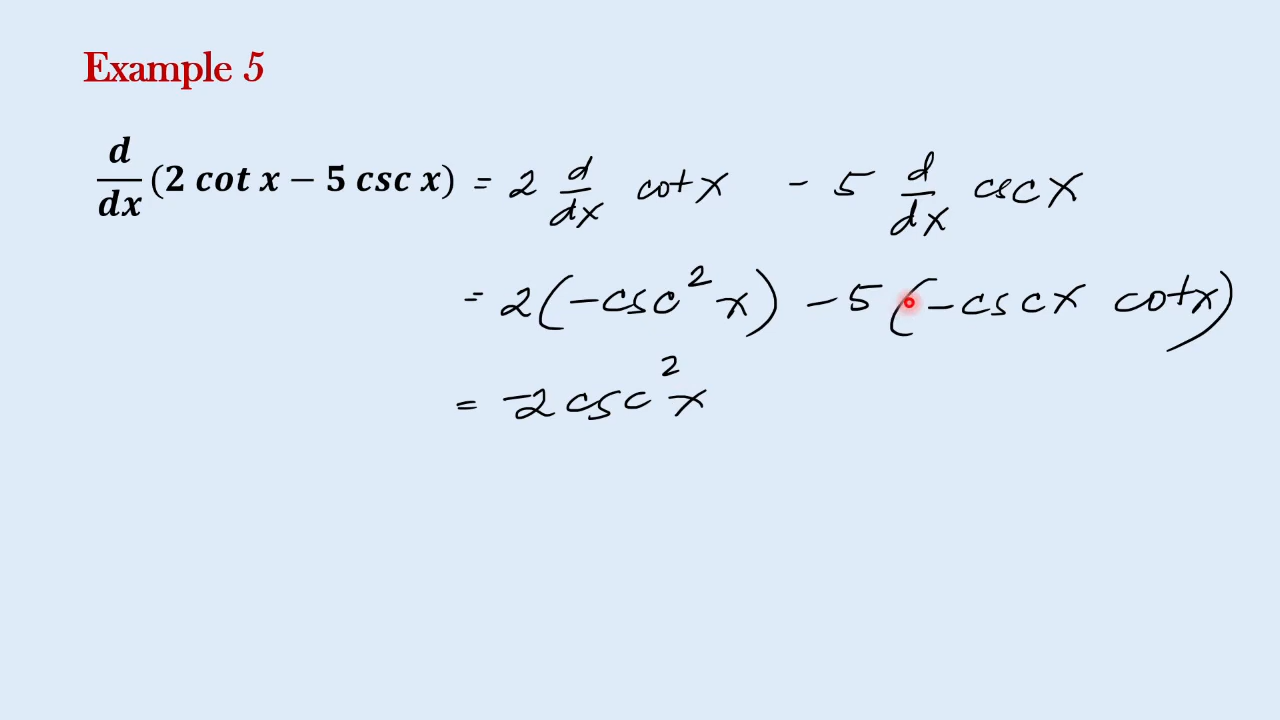 Example 5
d/dx (2 cot x − 5 csc x) = 2 d/dx cot x - 5 d/dx csc x
= 2(-csc² x) - 5(-csc x cot x)
= -2 csc² x